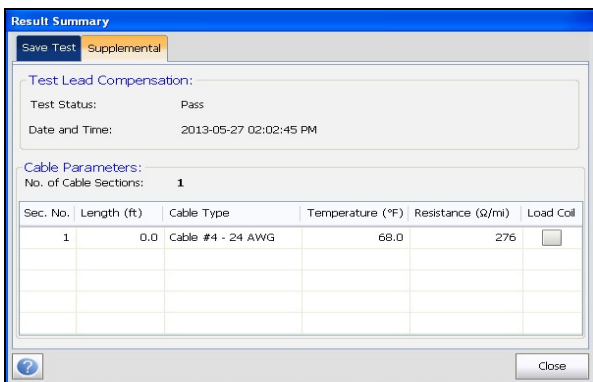 Result Summary
Save Test Supplemental
Test Lead Compensation:
Test Status: Pass
Date and Time: 2013-05-27 02:02:45 PM
Cable Parameters:
No. of Cable Sections: 1
Sec. No. Length (ft) Cable Type Temperature (°F) Resistance (Ω/mi) Load Coil
1 0.0 Cable #4 - 24 AWG 68.0 276
?
Close